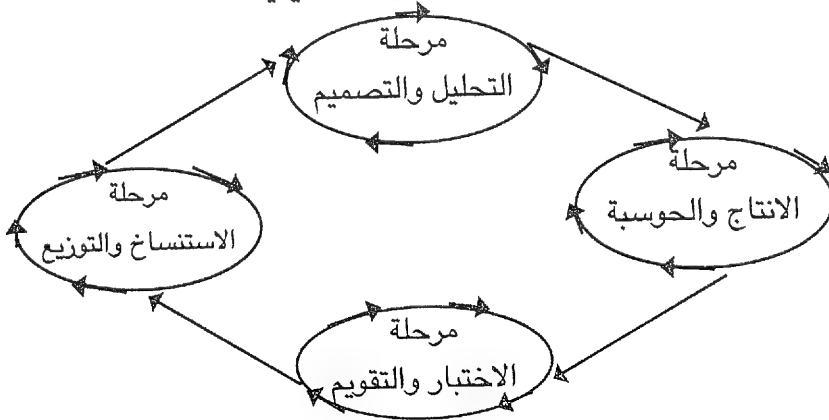 مرحلة
التحليل والتصميم
مرحلة
الانتاج والحوسبة
مرحلة
الاختبار والتقويم
مرحلة
الاستنساخ والتوزيع